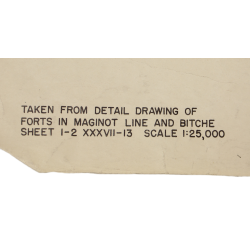 TAKEN FROM DETAIL DRAWING OF
FORTS IN MAGINOT LINE AND BITCHE
SHEET 1-2 XXXVII-13 SCALE 1:25,000